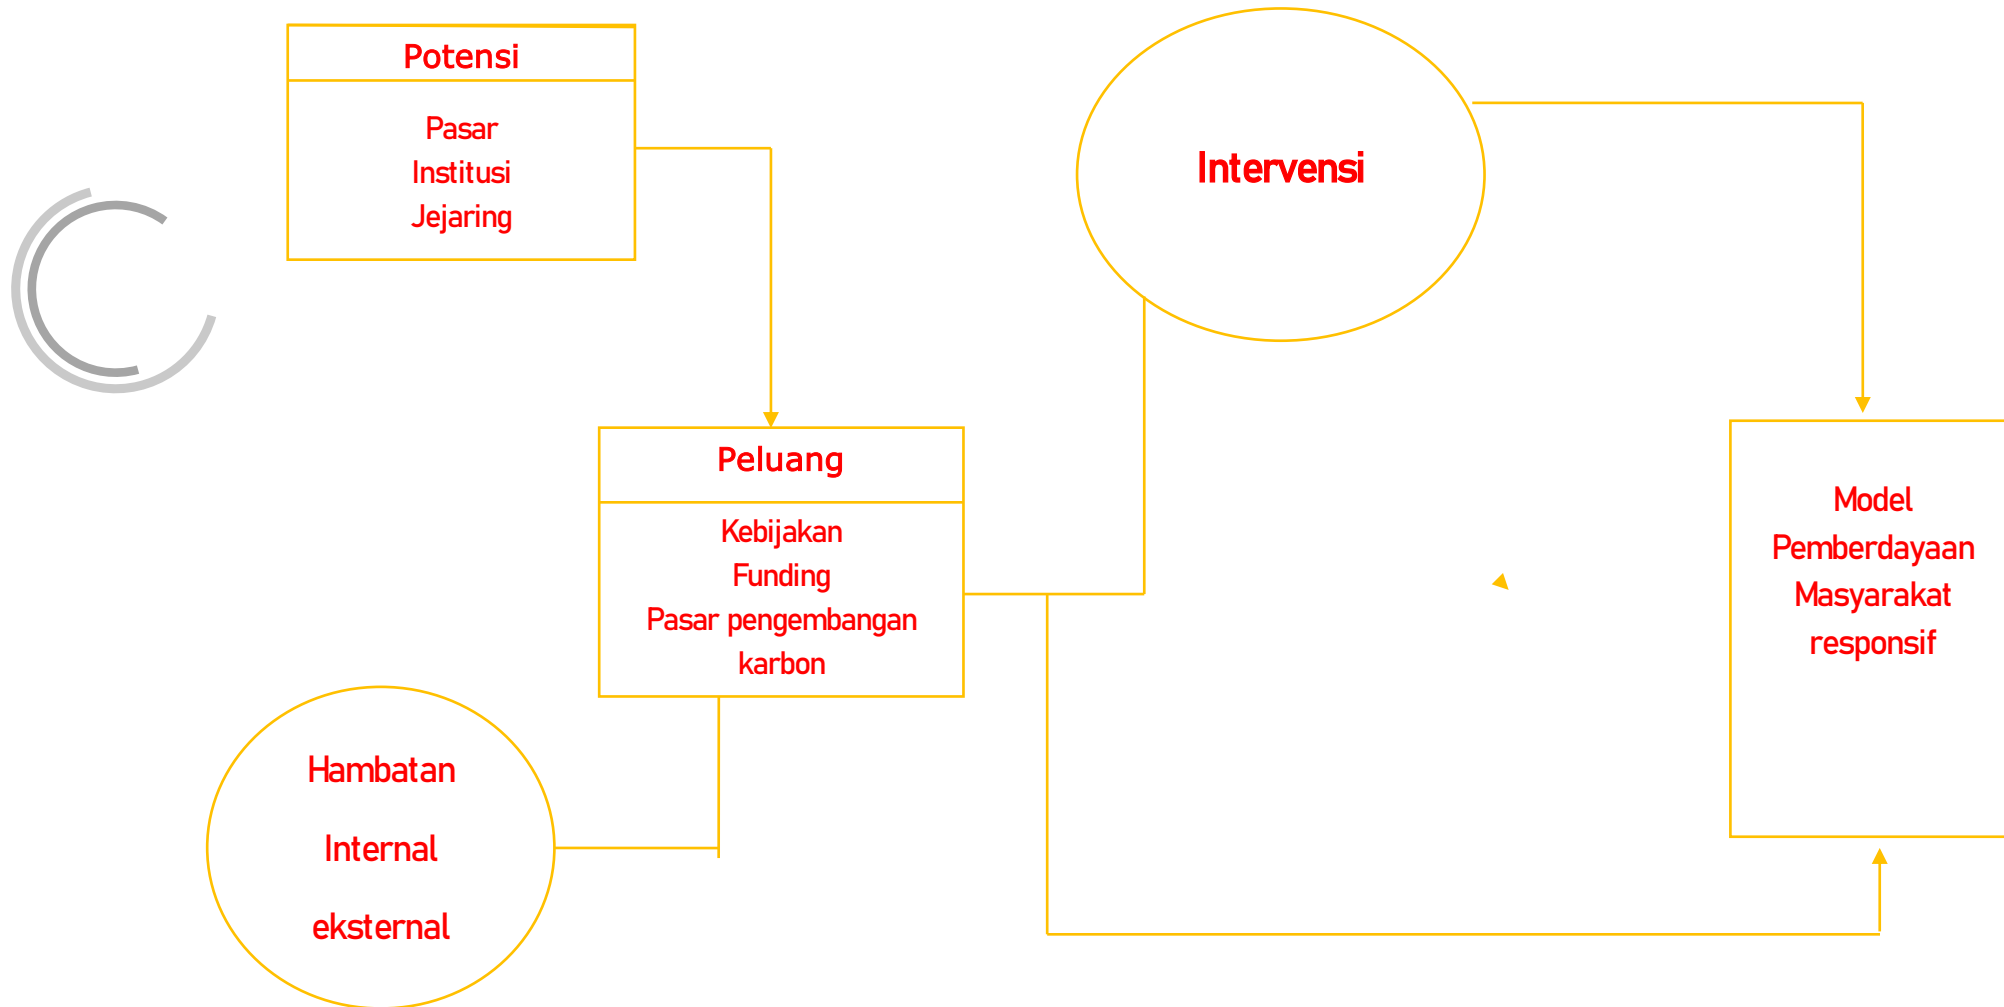 Potensi
Pasar
Institusi
Jejaring
Intervensi
Peluang
Kebijakan
Funding
Pasar pengembangan
karbon
Hambatan
Internal
eksternal
Model
Pemberdayaan
Masyarakat
responsif